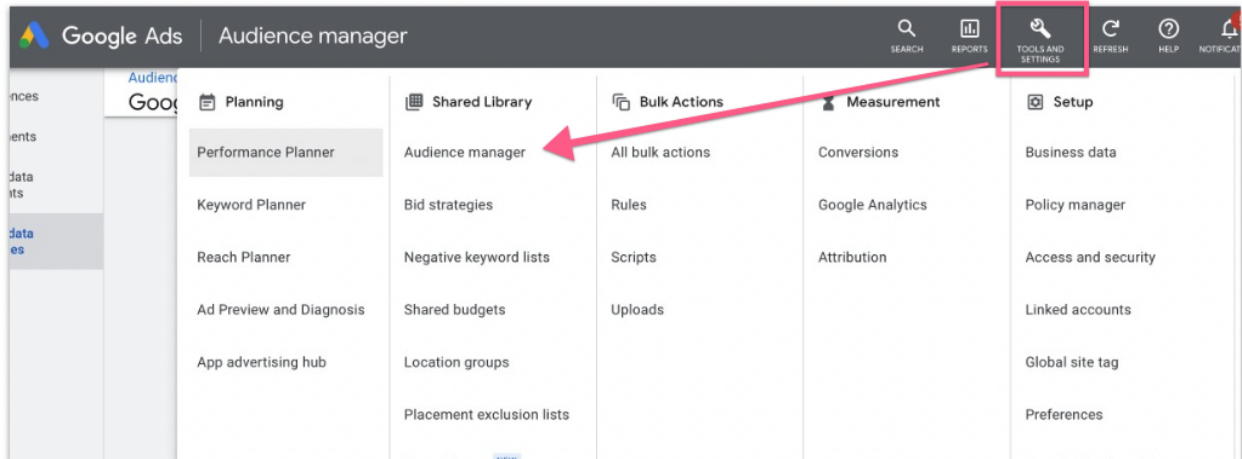 Google Ads
Audience manager
SEARCH
REPORTS
TOOLS AND
SETTINGS
REFRESH
HELP
Planning
Performance Planner
Keyword Planner
Reach Planner
Ad Preview and Diagnosis
App advertising hub
Shared Library
Audience manager
Bid strategies
Negative keyword lists
Shared budgets
Location groups
Placement exclusion lists
Bulk Actions
All bulk actions
Rules
Scripts
Uploads
Measurement
Conversions
Google Analytics
Attribution
Setup
Business data
Policy manager
Access and security
Linked accounts
Global site tag
Preferences
data
data